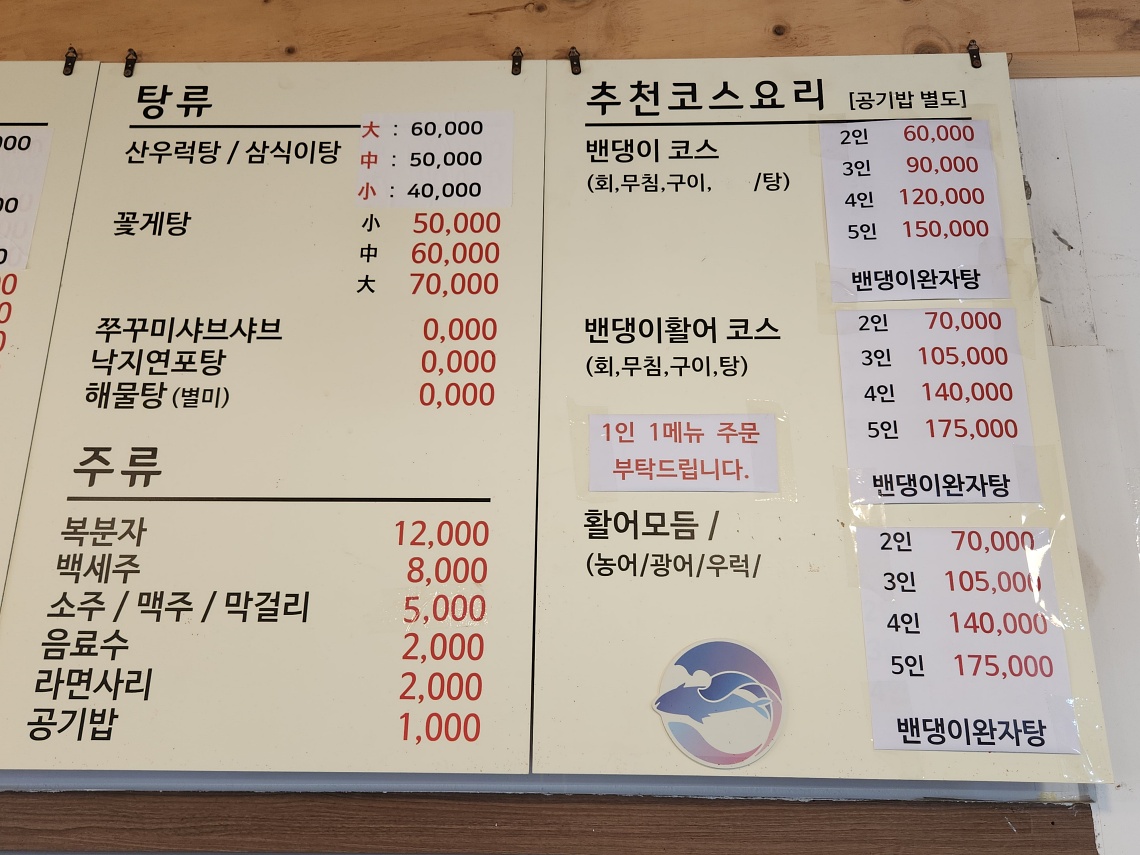 000
00
0
00
0
0
탕류
산우럭탕 / 삼식이탕 大 : 60,000
中 : 50,000
小 : 40,000
꽃게탕 小 50,000
中 60,000
大 70,000
쭈꾸미샤브샤브 0,000
낙지연포탕 0,000
해물탕 (별미) 0,000
주류
복분자 12,000
백세주 8,000
소주 / 맥주 / 막걸리 5,000
음료수 2,000
라면사리 2,000
공기밥 1,000
추천코스요리 [공기밥 별도]
밴댕이 코스
(회,무침,구이, /탕)
2인 60,000
3인 90,000
4인 120,000
5인 150,000
밴댕이완자탕
밴댕이활어 코스
(회,무침,구이,탕)
2인 70,000
3인 105,000
4인 140,000
5인 175,000
밴댕이완자탕
1인 1메뉴 주문
부탁드립니다.
활어모듬 /
(농어/광어/우럭/
2인 70,000
3인 105,000
4인 140,000
5인 175,000
밴댕이완자탕